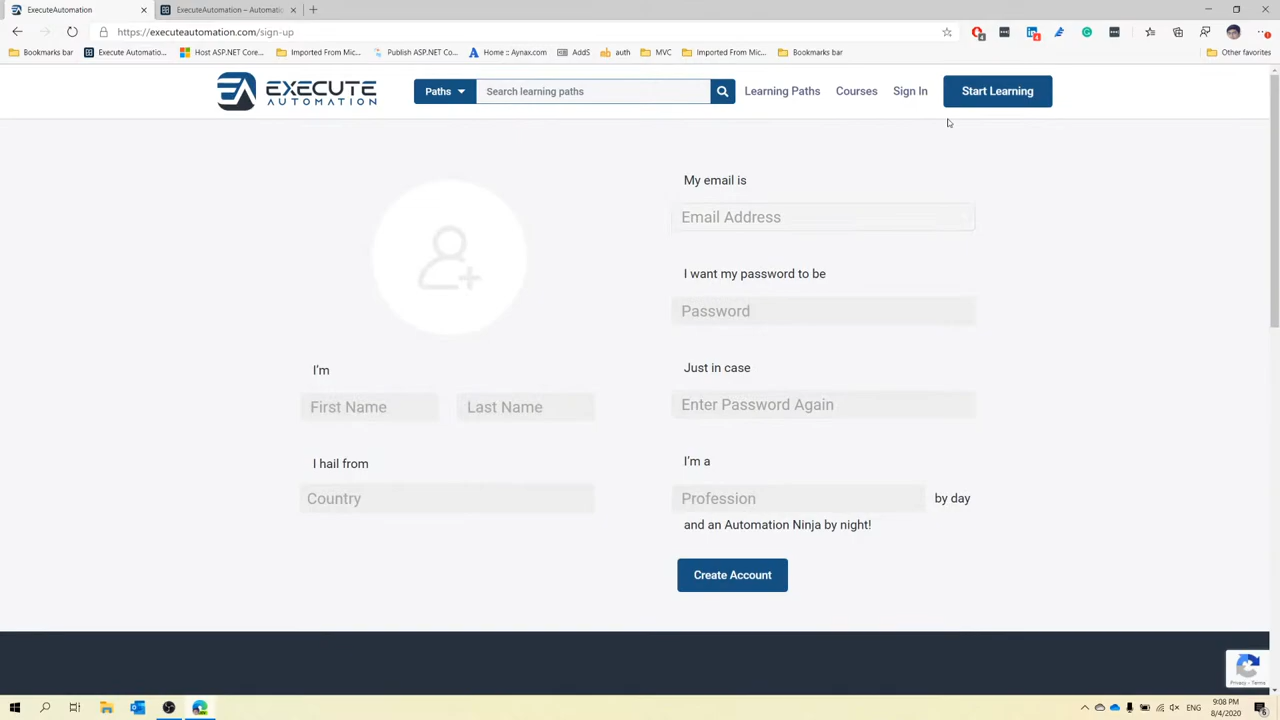 ExecuteAutomation
ExecuteAutomation – Automatio
https://executeautomation.com/sign-up
Bookmarks bar
Execute Automatio...
Host ASP.NET Core...
Imported From Mic...
Publish ASP.NET Co...
Home :: Aynax.com
AddS
auth
MVC
Imported From Mic...
Bookmarks bar
Other favorites
EXECUTE
AUTOMATION
Paths
Search learning paths
Learning Paths
Courses
Sign In
Start Learning
My email is
Email Address
I want my password to be
Password
I'm
Just in case
First Name
Last Name
Enter Password Again
I hail from
I'm a
Country
Profession
by day
and an Automation Ninja by night!
Create Account
Privacy - Terms
ENG
9:08 PM
8/4/2020